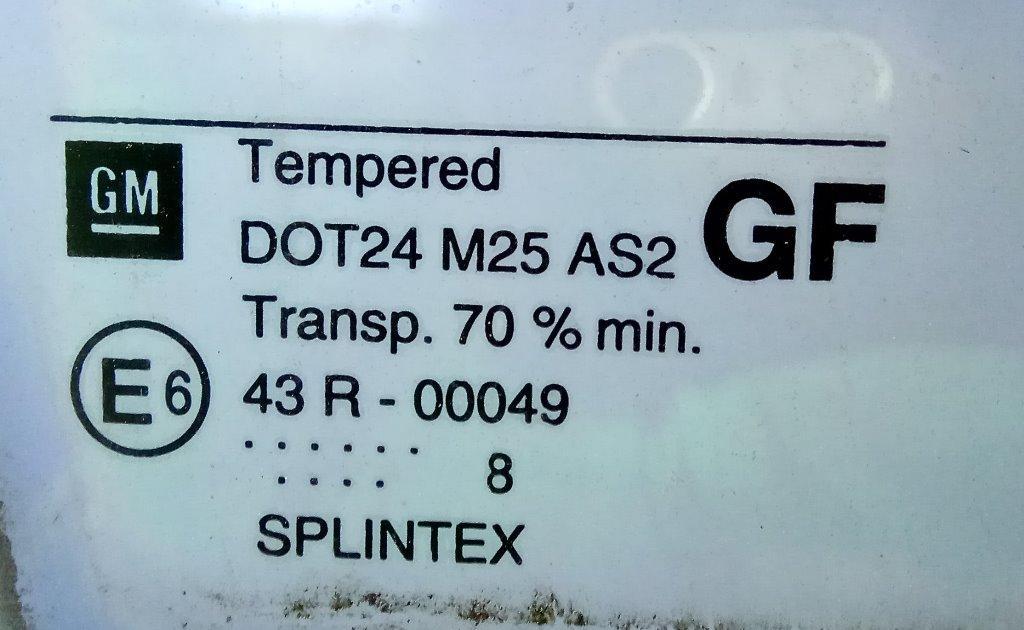 GM
Tempered
DOT24 M25 AS2
GF
Transp. 70 % min.
E6
43 R - 00049
. . . . . .
. . . . 8
SPLINTEX